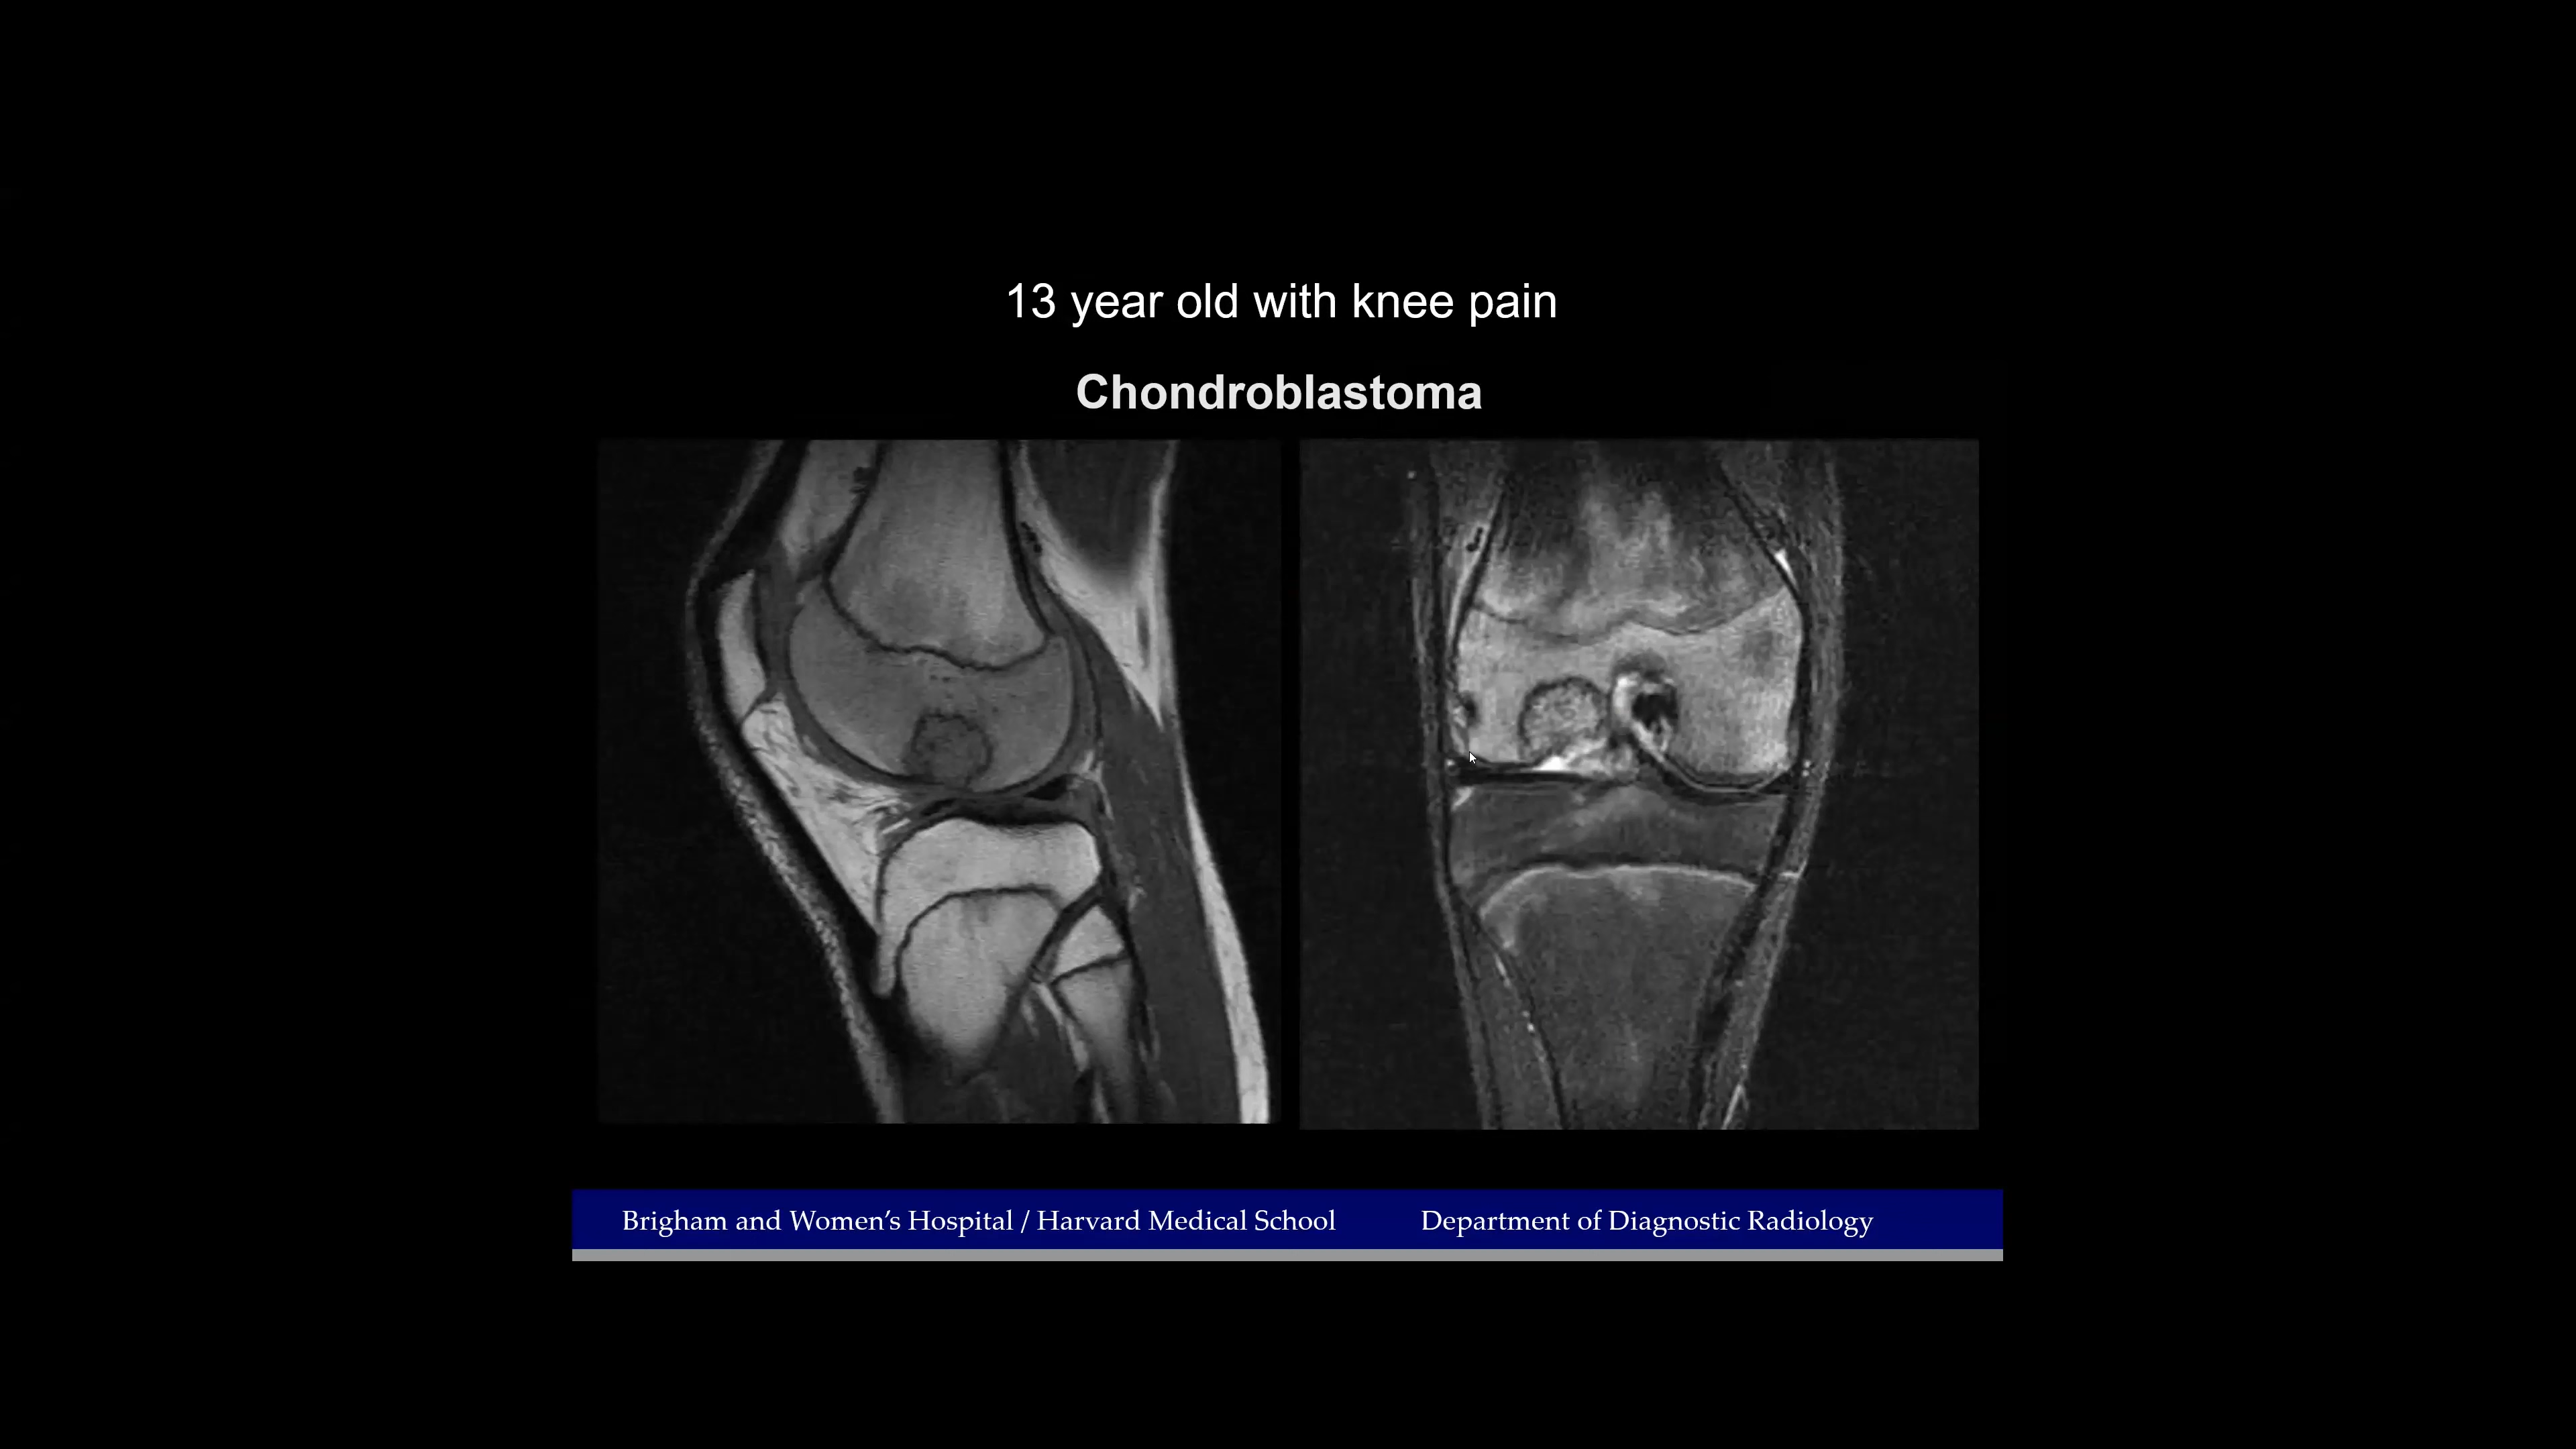 13 year old with knee pain
Chondroblastoma
Brigham and Women's Hospital / Harvard Medical School Department of Diagnostic Radiology